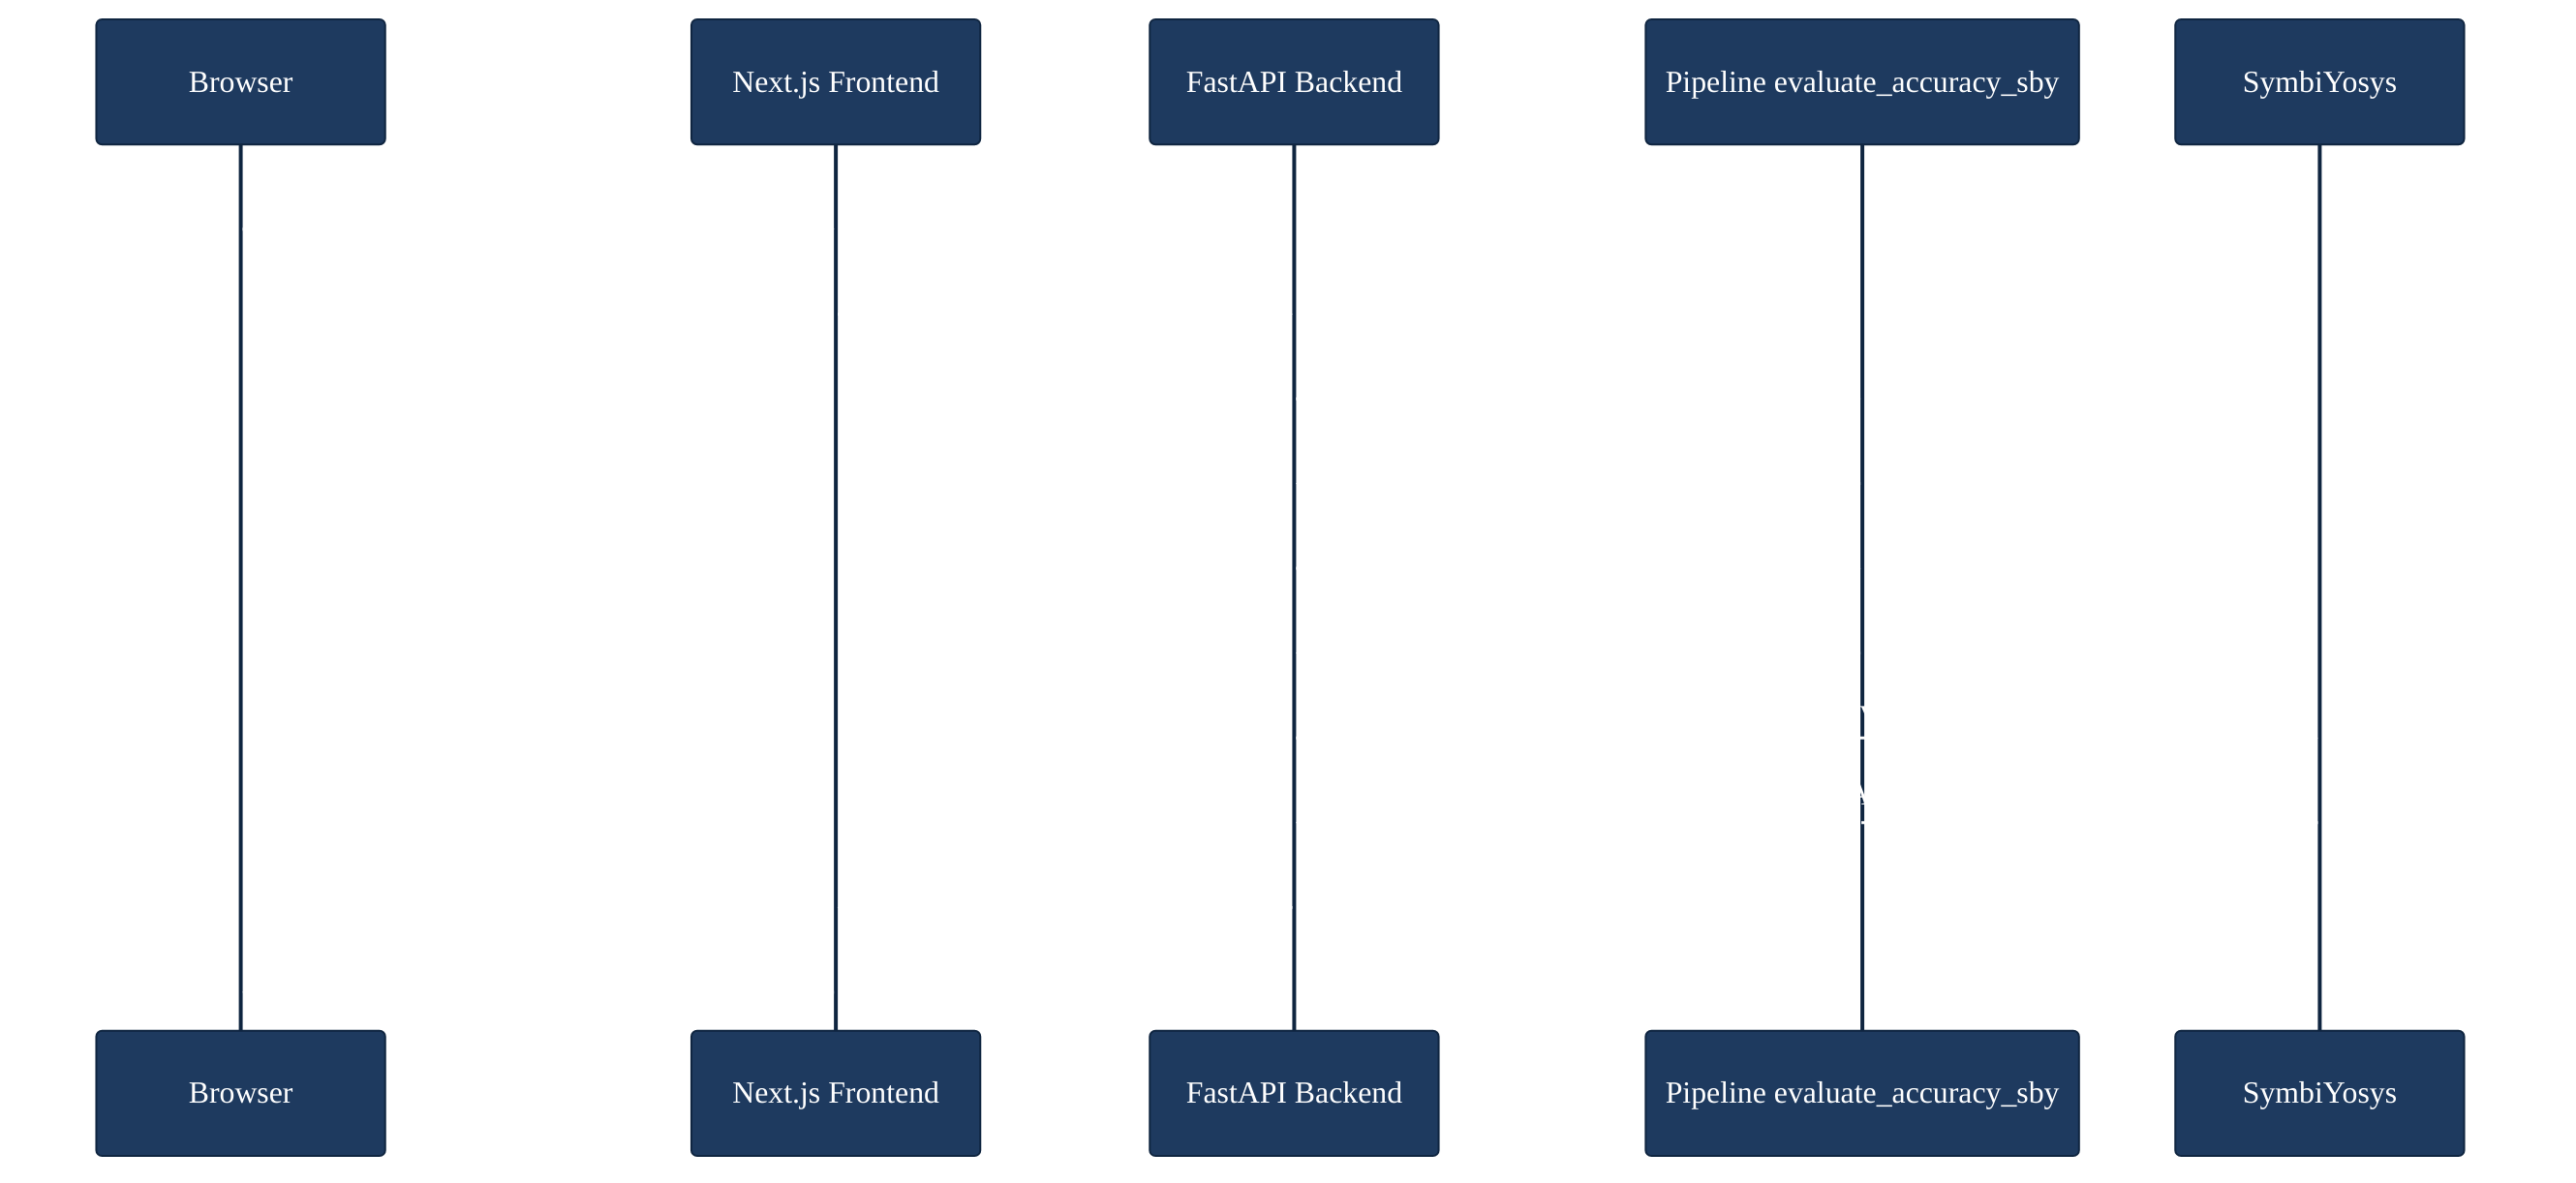 Browser
Next.js Frontend
FastAPI Backend
Pipeline evaluate_accuracy_sby
SymbiYosys
Browser
Next.js Frontend
FastAPI Backend
Pipeline evaluate_accuracy_sby
SymbiYosys